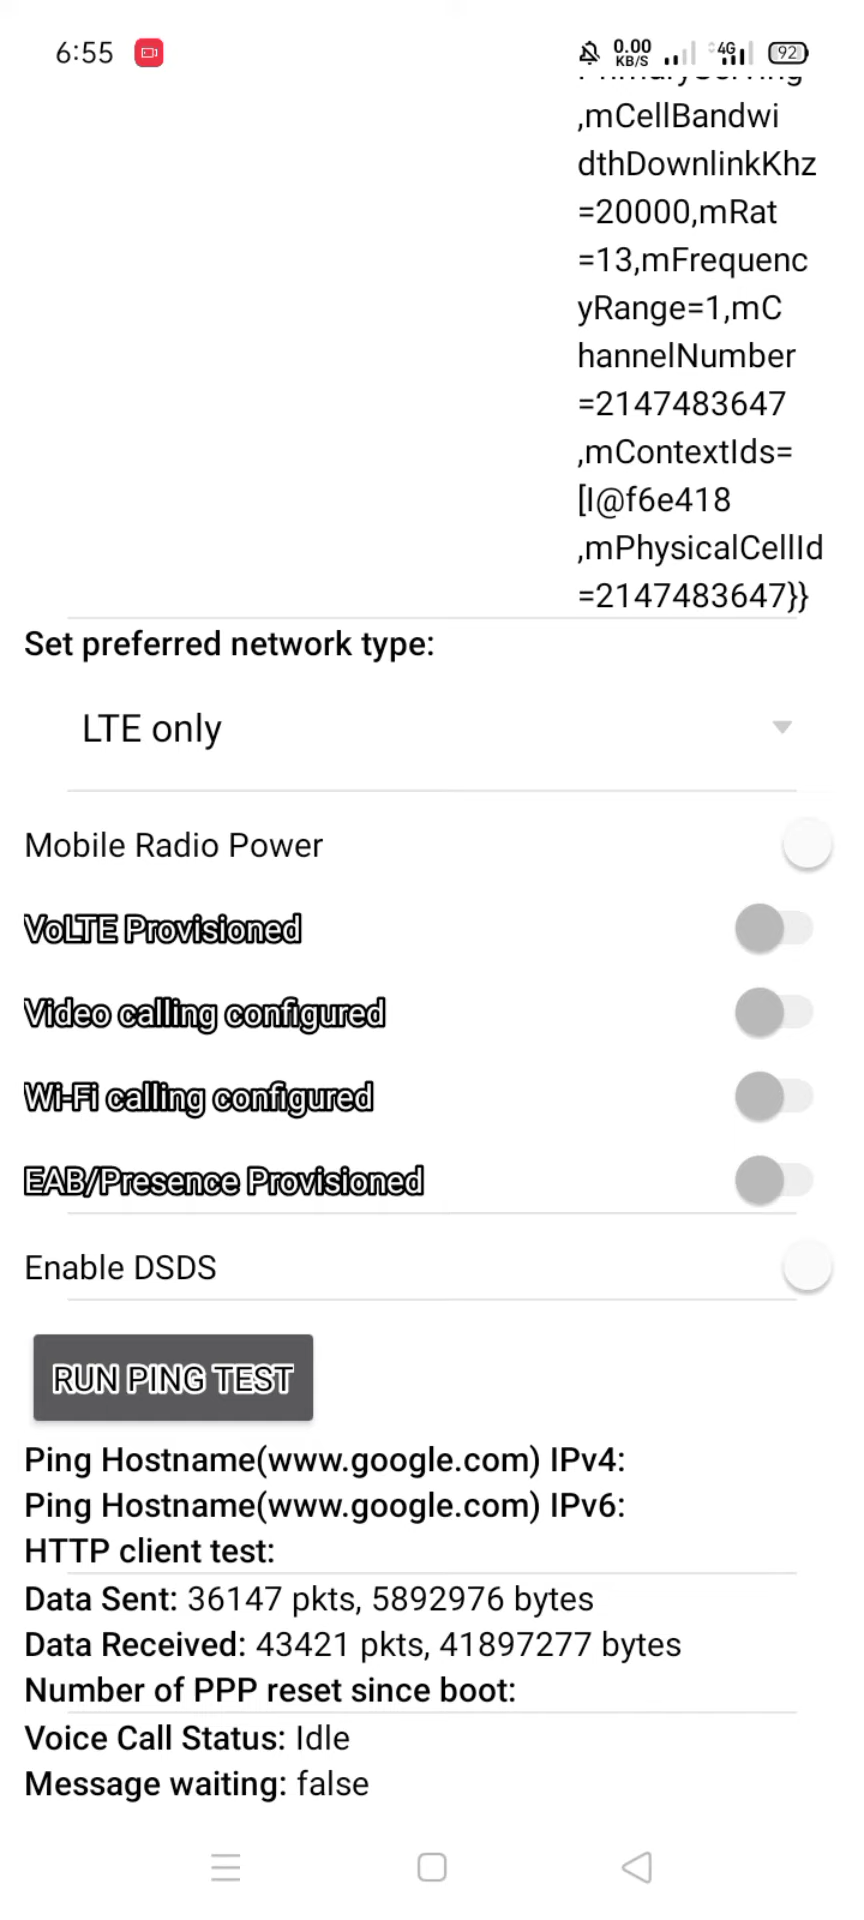 6:55 0.00 KB/S 4G 92
PrimaryServing
,mCellBandwi
dthDownlinkKhz
=20000,mRat
=13,mFrequenc
yRange=1,mC
hannelNumber
=2147483647
,mContextIds=
[I@f6e418
,mPhysicalCellId
=2147483647}}
Set preferred network type:
LTE only
Mobile Radio Power
VoLTE Provisioned
Video calling configured
Wi-Fi calling configured
EAB/Presence Provisioned
Enable DSDS
RUN PING TEST
Ping Hostname(www.google.com) IPv4:
Ping Hostname(www.google.com) IPv6:
HTTP client test:
Data Sent: 36147 pkts, 5892976 bytes
Data Received: 43421 pkts, 41897277 bytes
Number of PPP reset since boot:
Voice Call Status: Idle
Message waiting: false